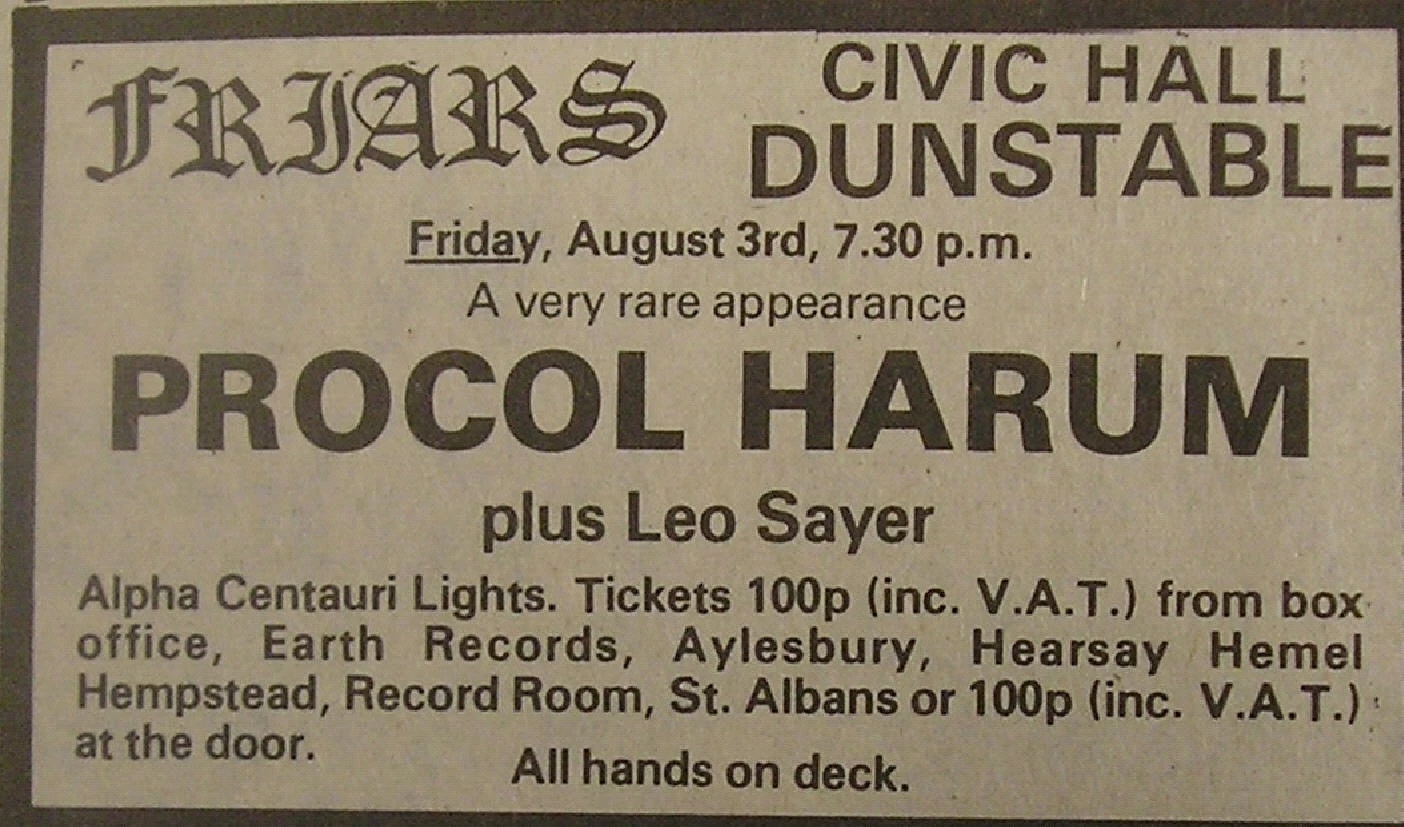 FRIARS
CIVIC HALL
DUNSTABLE
Friday, August 3rd, 7.30 p.m.
A very rare appearance
PROCOL HARUM
plus Leo Sayer
Alpha Centauri Lights. Tickets 100p (inc. V.A.T.) from box
office, Earth Records, Aylesbury, Hearsay Hemel
Hempstead, Record Room, St. Albans or 100p (inc. V.A.T.)
at the door.
All hands on deck.